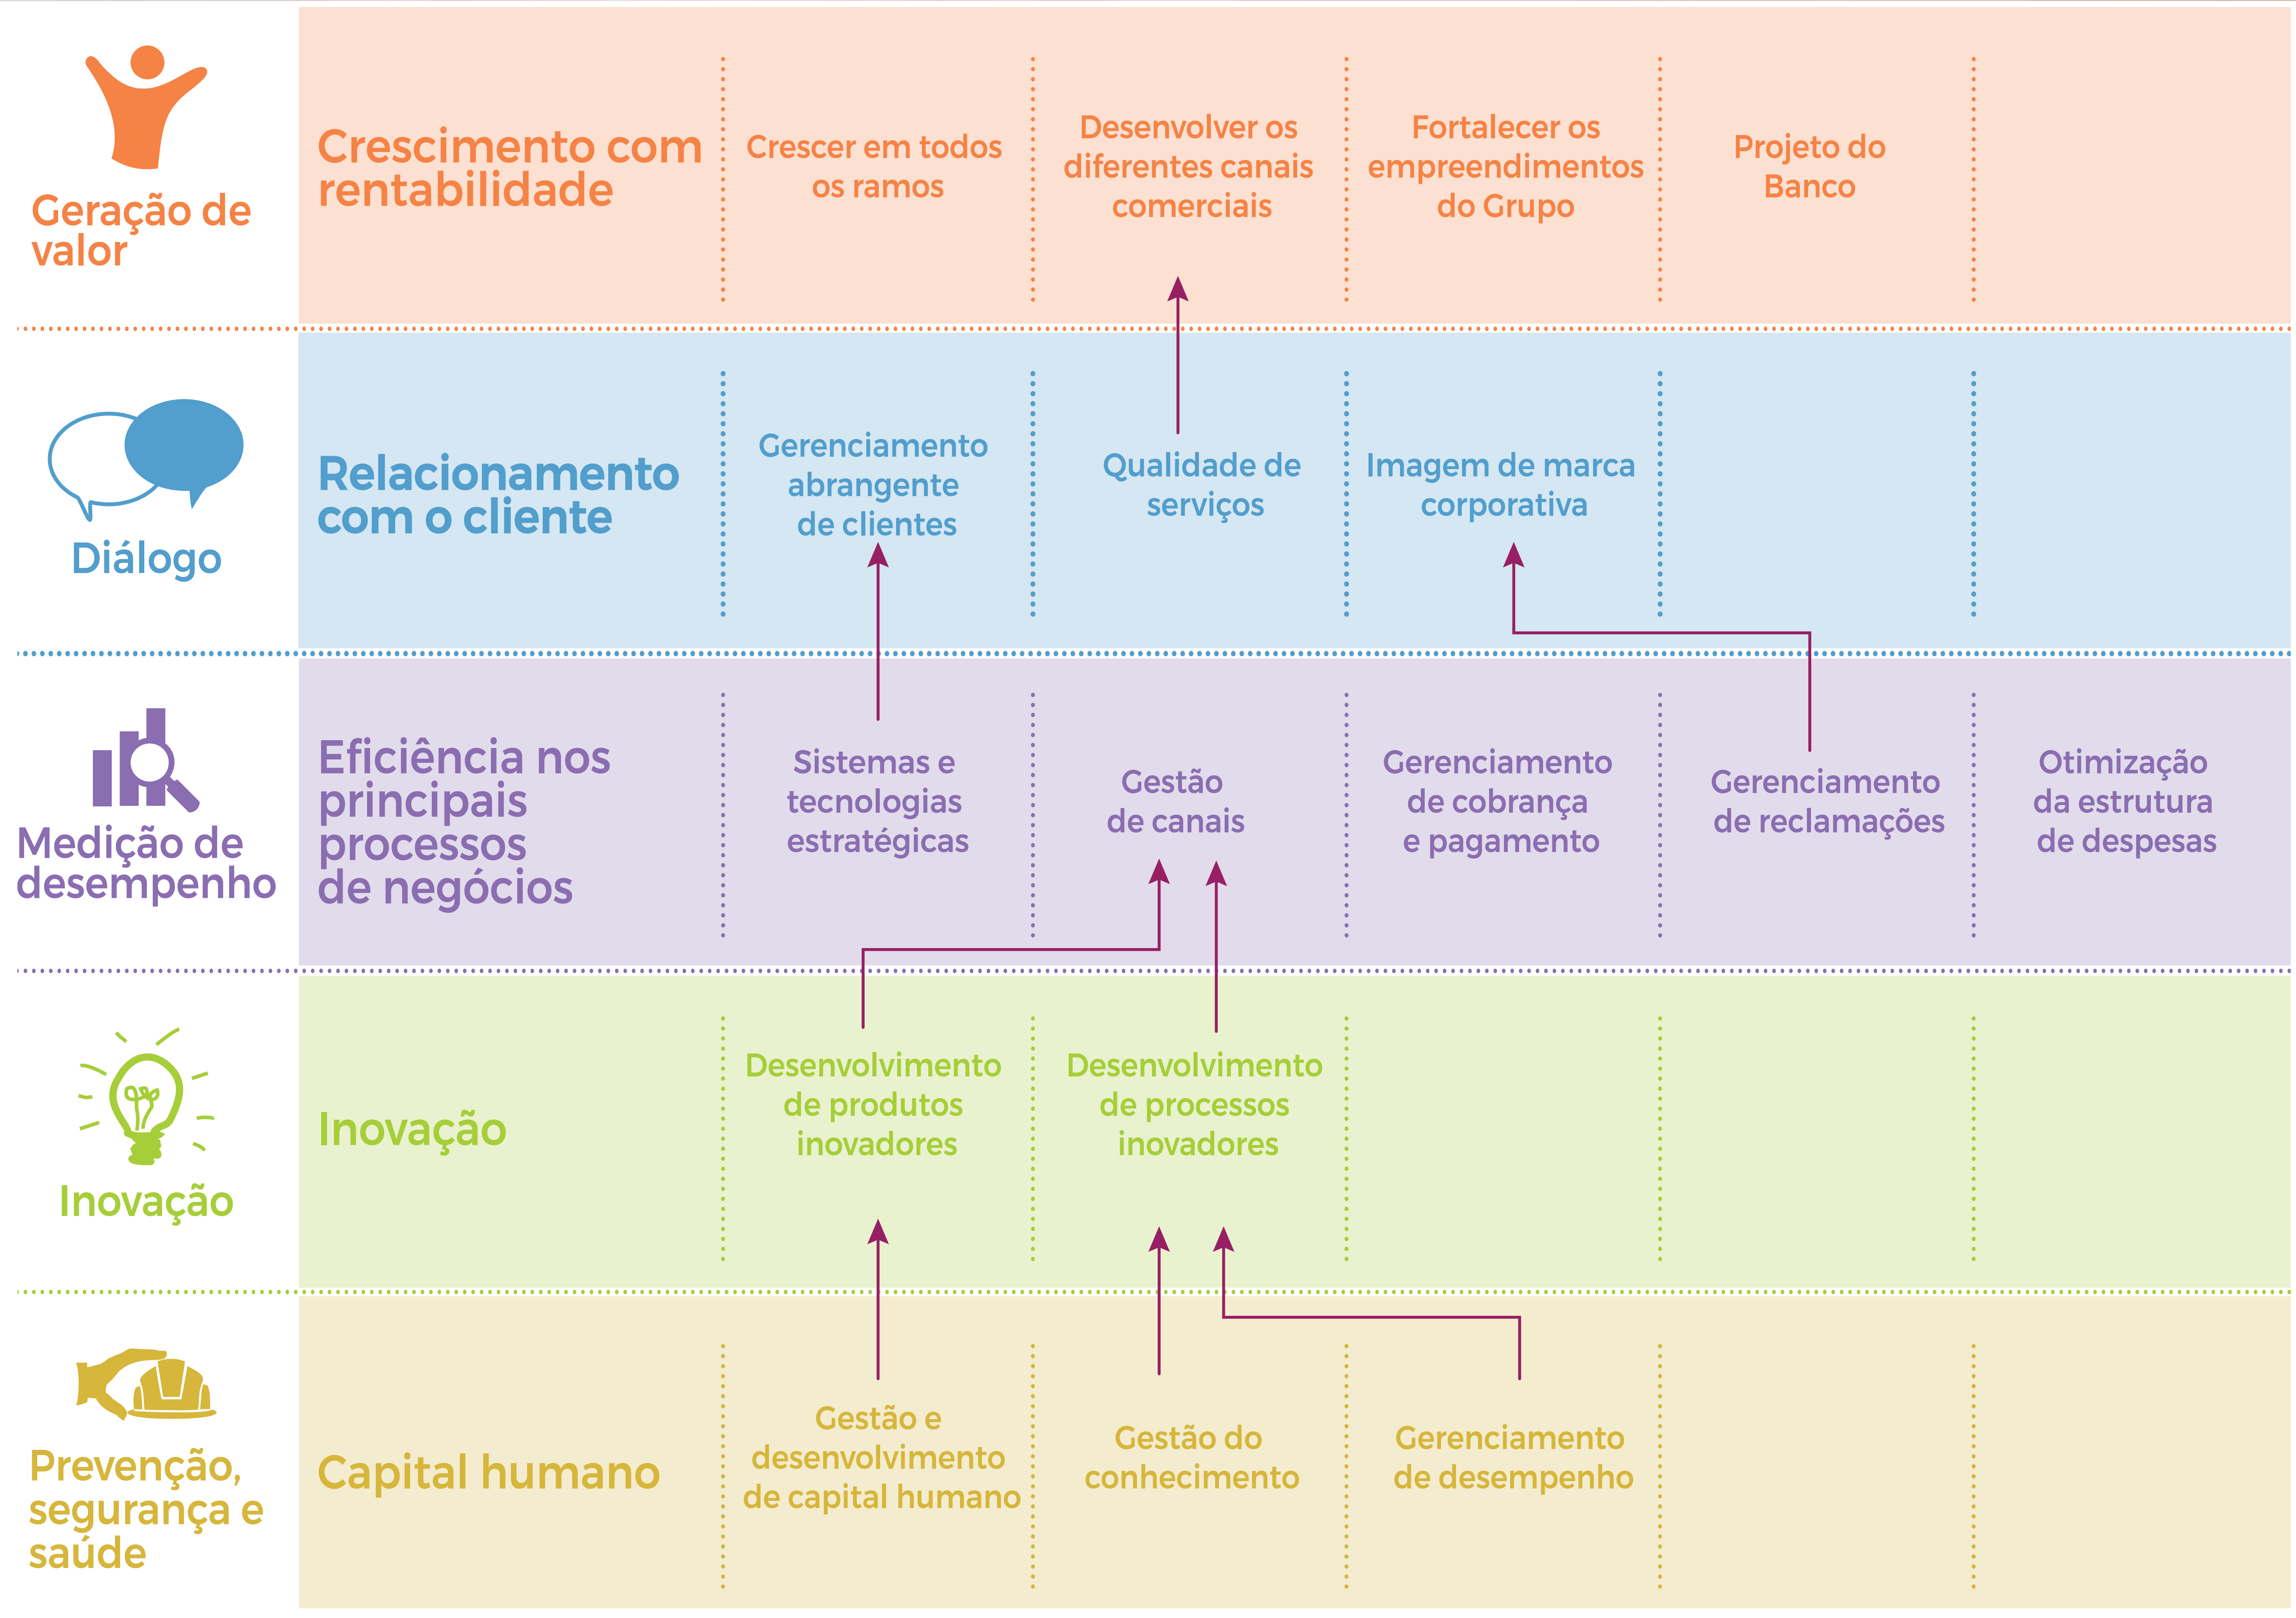 Geração de
valor
Crescimento com
rentabilidade
Crescer em todos
os ramos
Desenvolver os
diferentes canais
comerciais
Fortalecer os
empreendimentos
do Grupo
Projeto do
Banco
Diálogo
Relacionamento
com o cliente
Gerenciamento
abrangente
de clientes
Qualidade de
serviços
Imagem de marca
corporativa
Medição de
desempenho
Eficiência nos
principais
processos
de negócios
Sistemas e
tecnologias
estratégicas
Gestão
de canais
Gerenciamento
de cobrança
e pagamento
Gerenciamento
de reclamações
Otimização
da estrutura
de despesas
Inovação
Inovação
Desenvolvimento
de produtos
inovadores
Desenvolvimento
de processos
inovadores
Prevenção,
segurança e
saúde
Capital humano
Gestão e
desenvolvimento
de capital humano
Gestão do
conhecimento
Gerenciamento
de desempenho